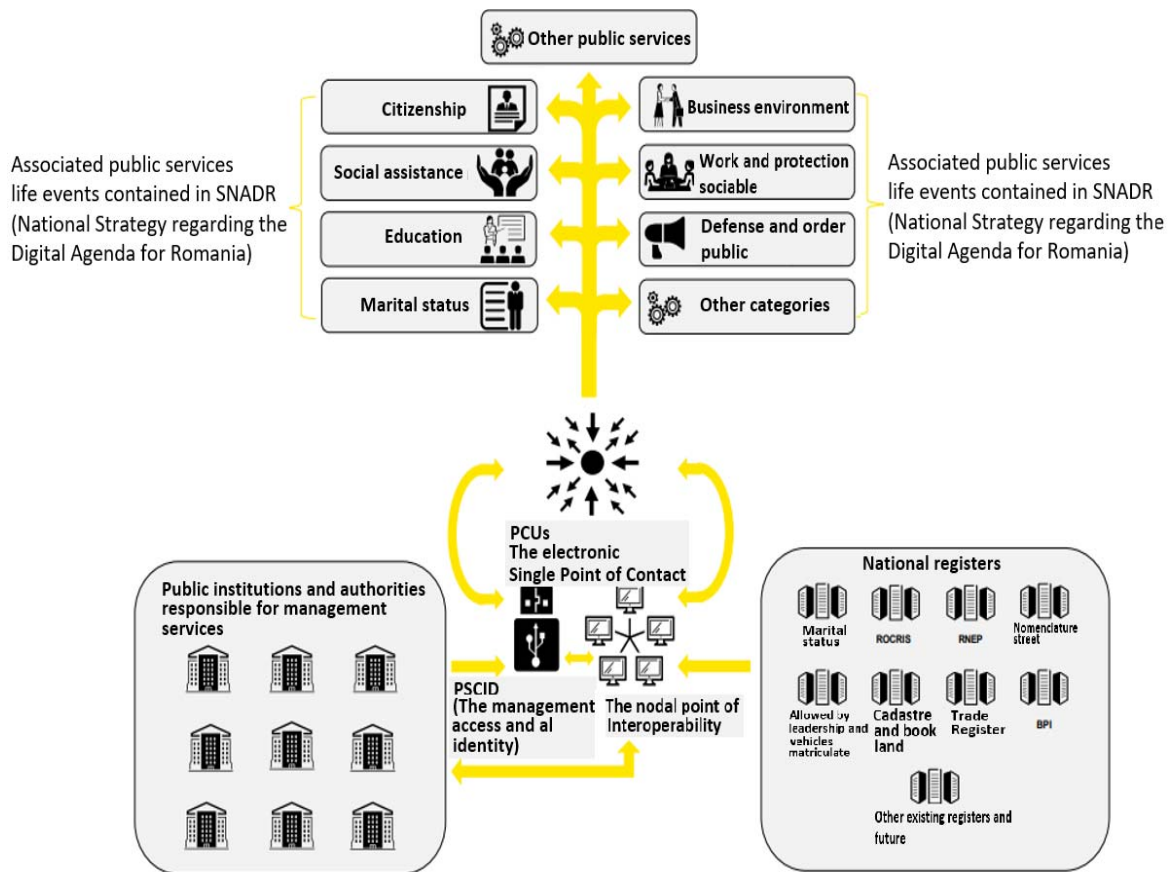 Other public services
Citizenship
Business environment
Social assistance
Work and protection
sociable
Education
Defense and order
public
Marital status
Other categories
Associated public services
life events contained in SNADR
(National Strategy regarding the
Digital Agenda for Romania)
Associated public services
life events contained in SNADR
(National Strategy regarding the
Digital Agenda for Romania)
PCUs
The electronic
Single Point of Contact
Public institutions and authorities
responsible for management
services
PSCID
(The management
access and al
identity)
The nodal point of
Interoperability
National registers
Marital
status
ROCRIS
RNEP
Nomenclature
street
Allowed by
leadership and
vehicles
matriculate
Cadastre
and book
land
Trade
Register
BPI
Other existing registers and
future